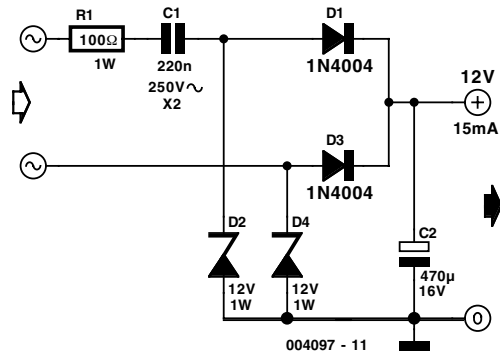 R1
100Ω
1W
C1
220n
250V~
X2
D1
1N4004
12V
+
15mA
D3
1N4004
D2
12V
1W
D4
12V
1W
C2
470µ
16V
0
004097 - 11